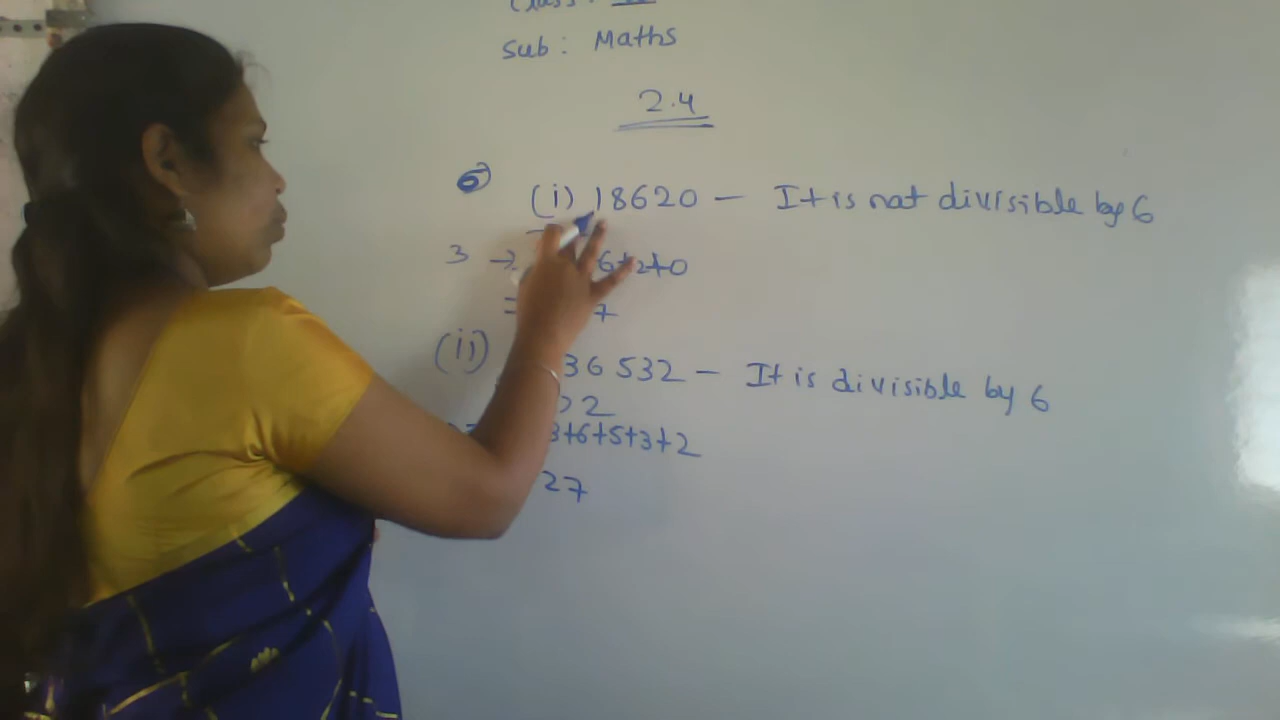 Sub : Maths
2.4
(i) 18620 - It is not divisible by 6
3 → 6+2+0
= 7
(ii) 36532 - It is divisible by 6
2
3+6+5+3+2
27